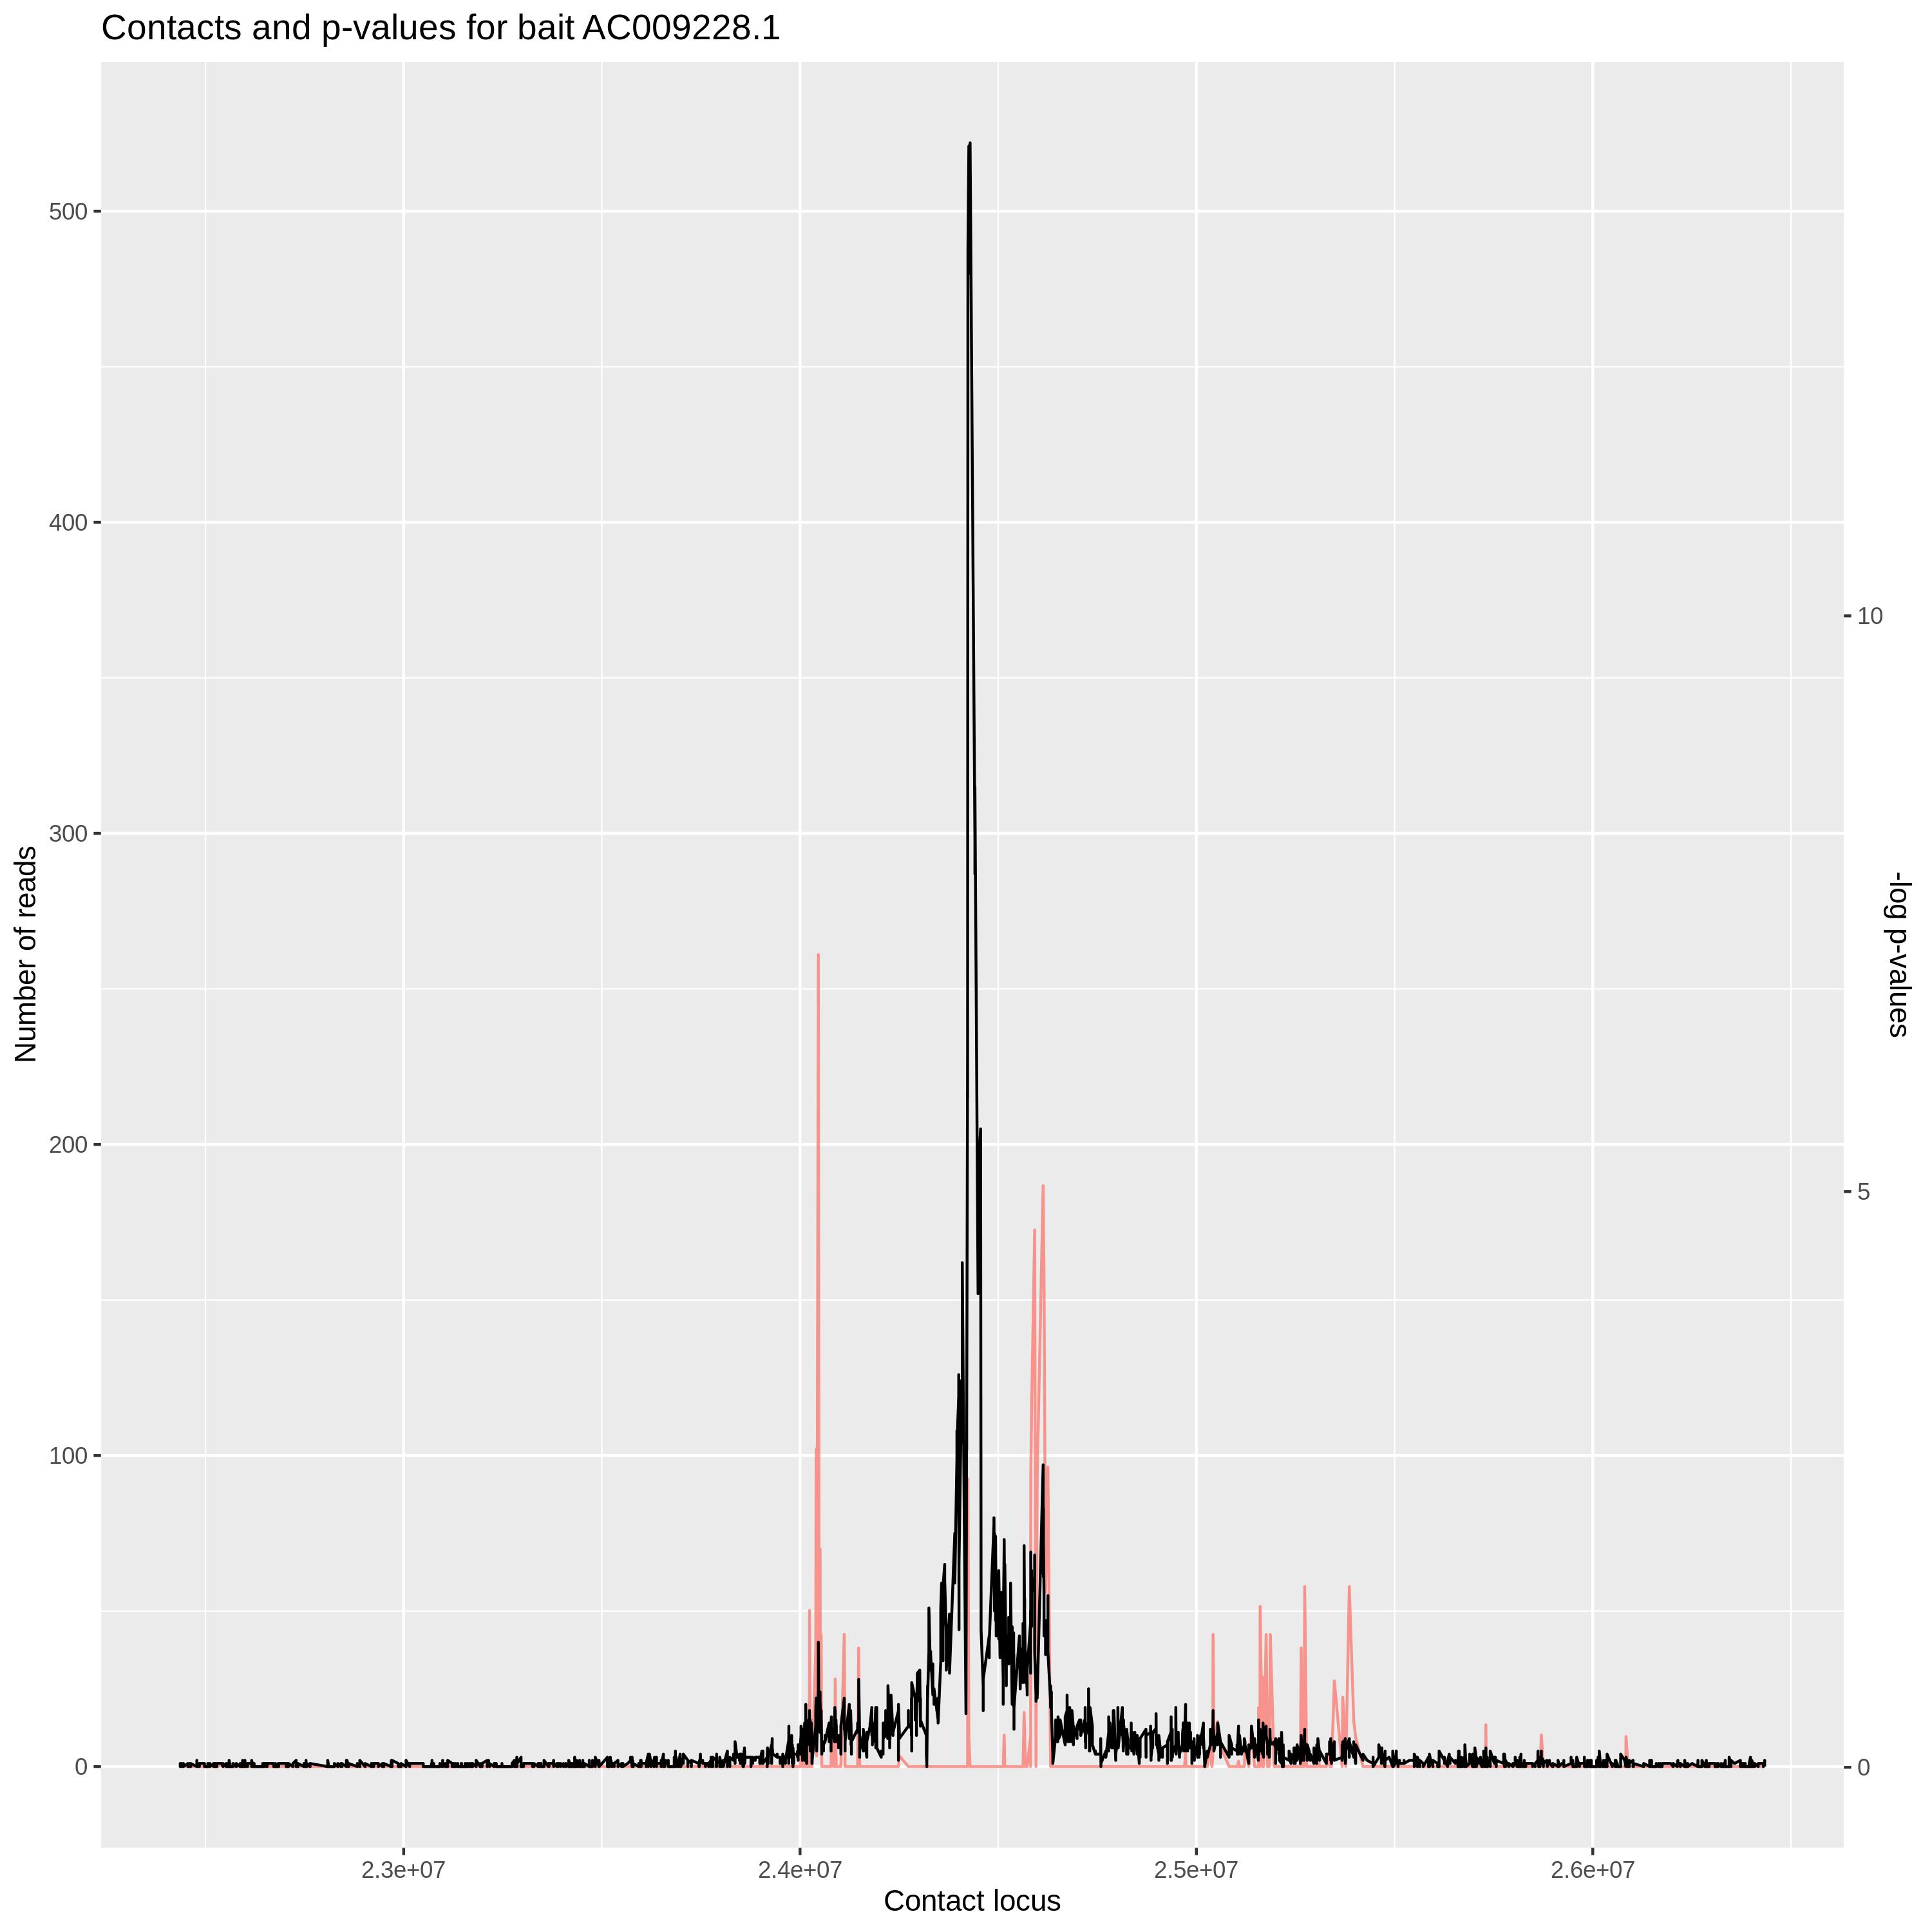 Contacts and p-values for bait AC009228.1
500
400
300
200
100
0
Number of reads
10
5
0
-log p-values
2.3e+07
2.4e+07
2.5e+07
2.6e+07
Contact locus